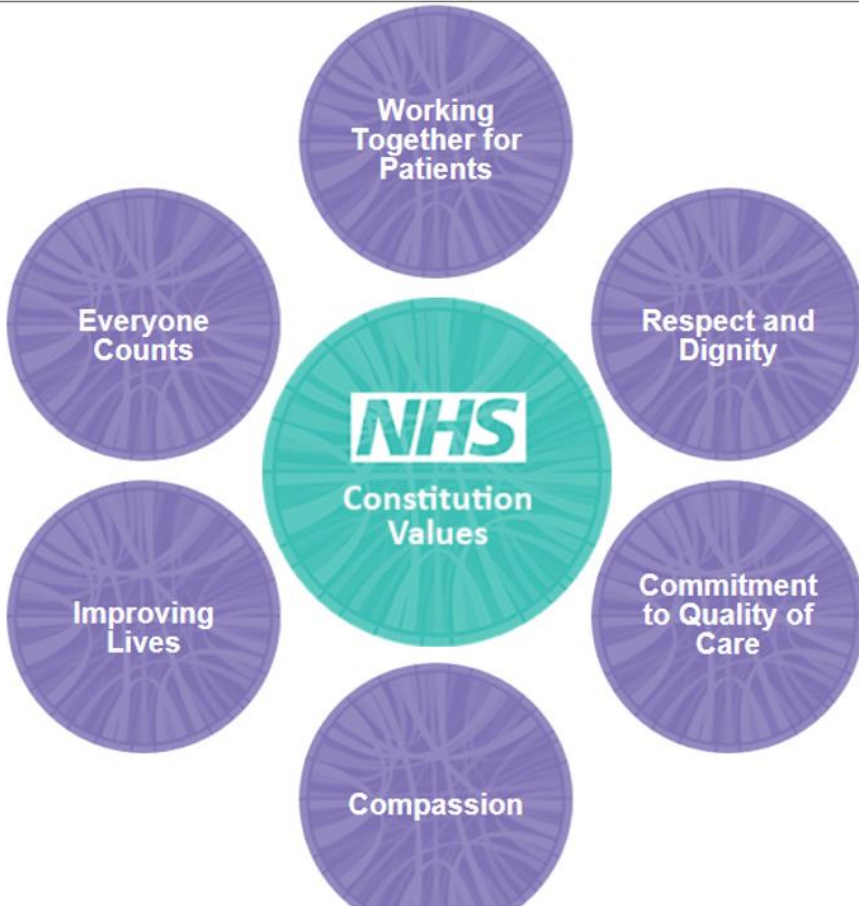 Working
Together for
Patients
Everyone
Counts
Respect and
Dignity
NHS
Constitution
Values
Improving
Lives
Commitment
to Quality of
Care
Compassion